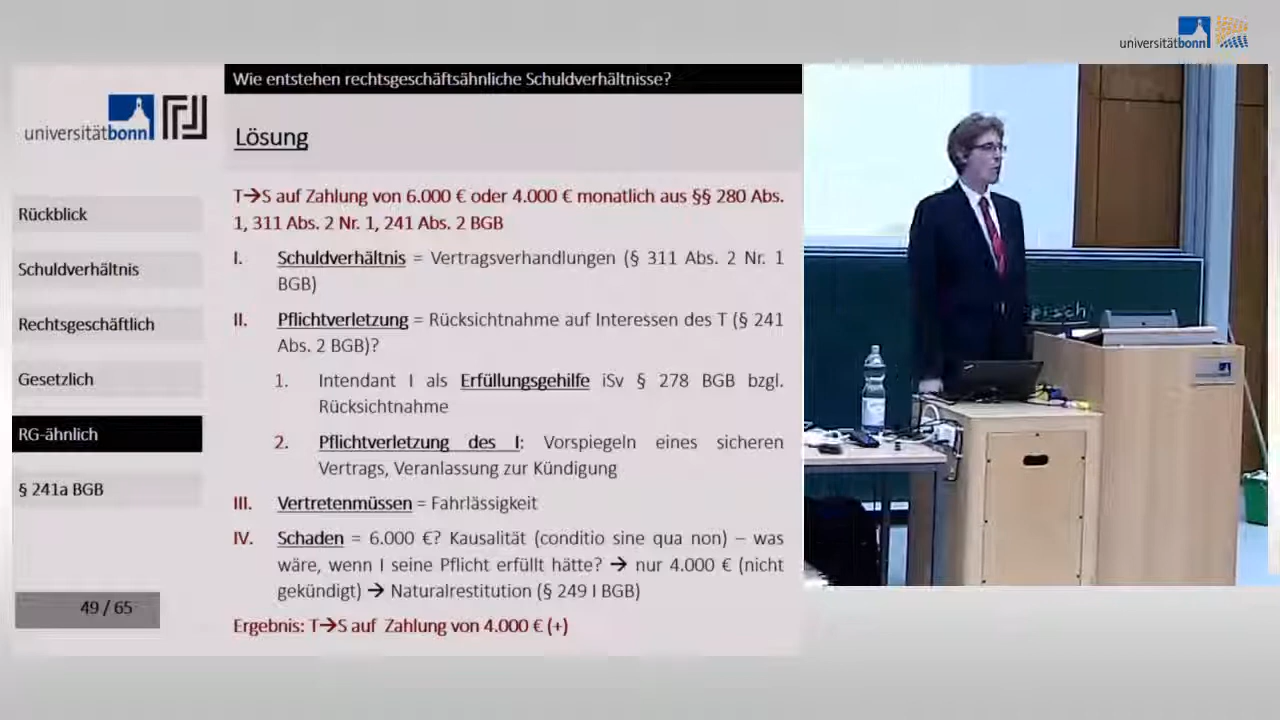 universitätbonn
Wie entstehen rechtsgeschäftsähnliche Schuldverhältnisse?
universitätbonn
Lösung
T→S auf Zahlung von 6.000 € oder 4.000 € monatlich aus §§ 280 Abs.
1, 311 Abs. 2 Nr. 1, 241 Abs. 2 BGB
I. Schuldverhältnis = Vertragsverhandlungen (§ 311 Abs. 2 Nr. 1
BGB)
II. Pflichtverletzung = Rücksichtnahme auf Interessen des T (§ 241
Abs. 2 BGB)?
1. Intendant I als Erfüllungsgehilfe iSv § 278 BGB bzgl.
Rücksichtnahme
2. Pflichtverletzung des I: Vorspiegeln eines sicheren
Vertrags, Veranlassung zur Kündigung
III. Vertretenmüssen = Fahrlässigkeit
IV. Schaden = 6.000 €? Kausalität (conditio sine qua non) – was
wäre, wenn I seine Pflicht erfüllt hätte? → nur 4.000 € (nicht
gekündigt) → Naturalrestitution (§ 249 I BGB)
Ergebnis: T→S auf Zahlung von 4.000 € (+)
Rückblick
Schuldverhältnis
Rechtsgeschäftlich
Gesetzlich
RG-ähnlich
§ 241a BGB
49 / 65